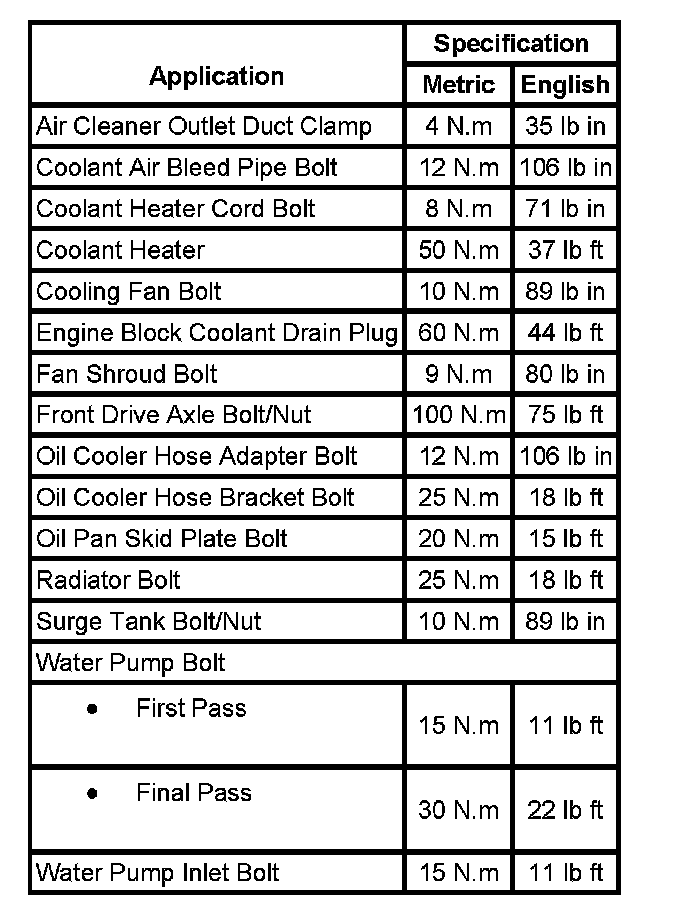 Application
Specification
Metric English
Air Cleaner Outlet Duct Clamp 4 N.m 35 lb in
Coolant Air Bleed Pipe Bolt 12 N.m 106 lb in
Coolant Heater Cord Bolt 8 N.m 71 lb in
Coolant Heater 50 N.m 37 lb ft
Cooling Fan Bolt 10 N.m 89 lb in
Engine Block Coolant Drain Plug 60 N.m 44 lb ft
Fan Shroud Bolt 9 N.m 80 lb in
Front Drive Axle Bolt/Nut 100 N.m 75 lb ft
Oil Cooler Hose Adapter Bolt 12 N.m 106 lb in
Oil Cooler Hose Bracket Bolt 25 N.m 18 lb ft
Oil Pan Skid Plate Bolt 20 N.m 15 lb ft
Radiator Bolt 25 N.m 18 lb ft
Surge Tank Bolt/Nut 10 N.m 89 lb in
Water Pump Bolt
• First Pass 15 N.m 11 lb ft
• Final Pass 30 N.m 22 lb ft
Water Pump Inlet Bolt 15 N.m 11 lb ft